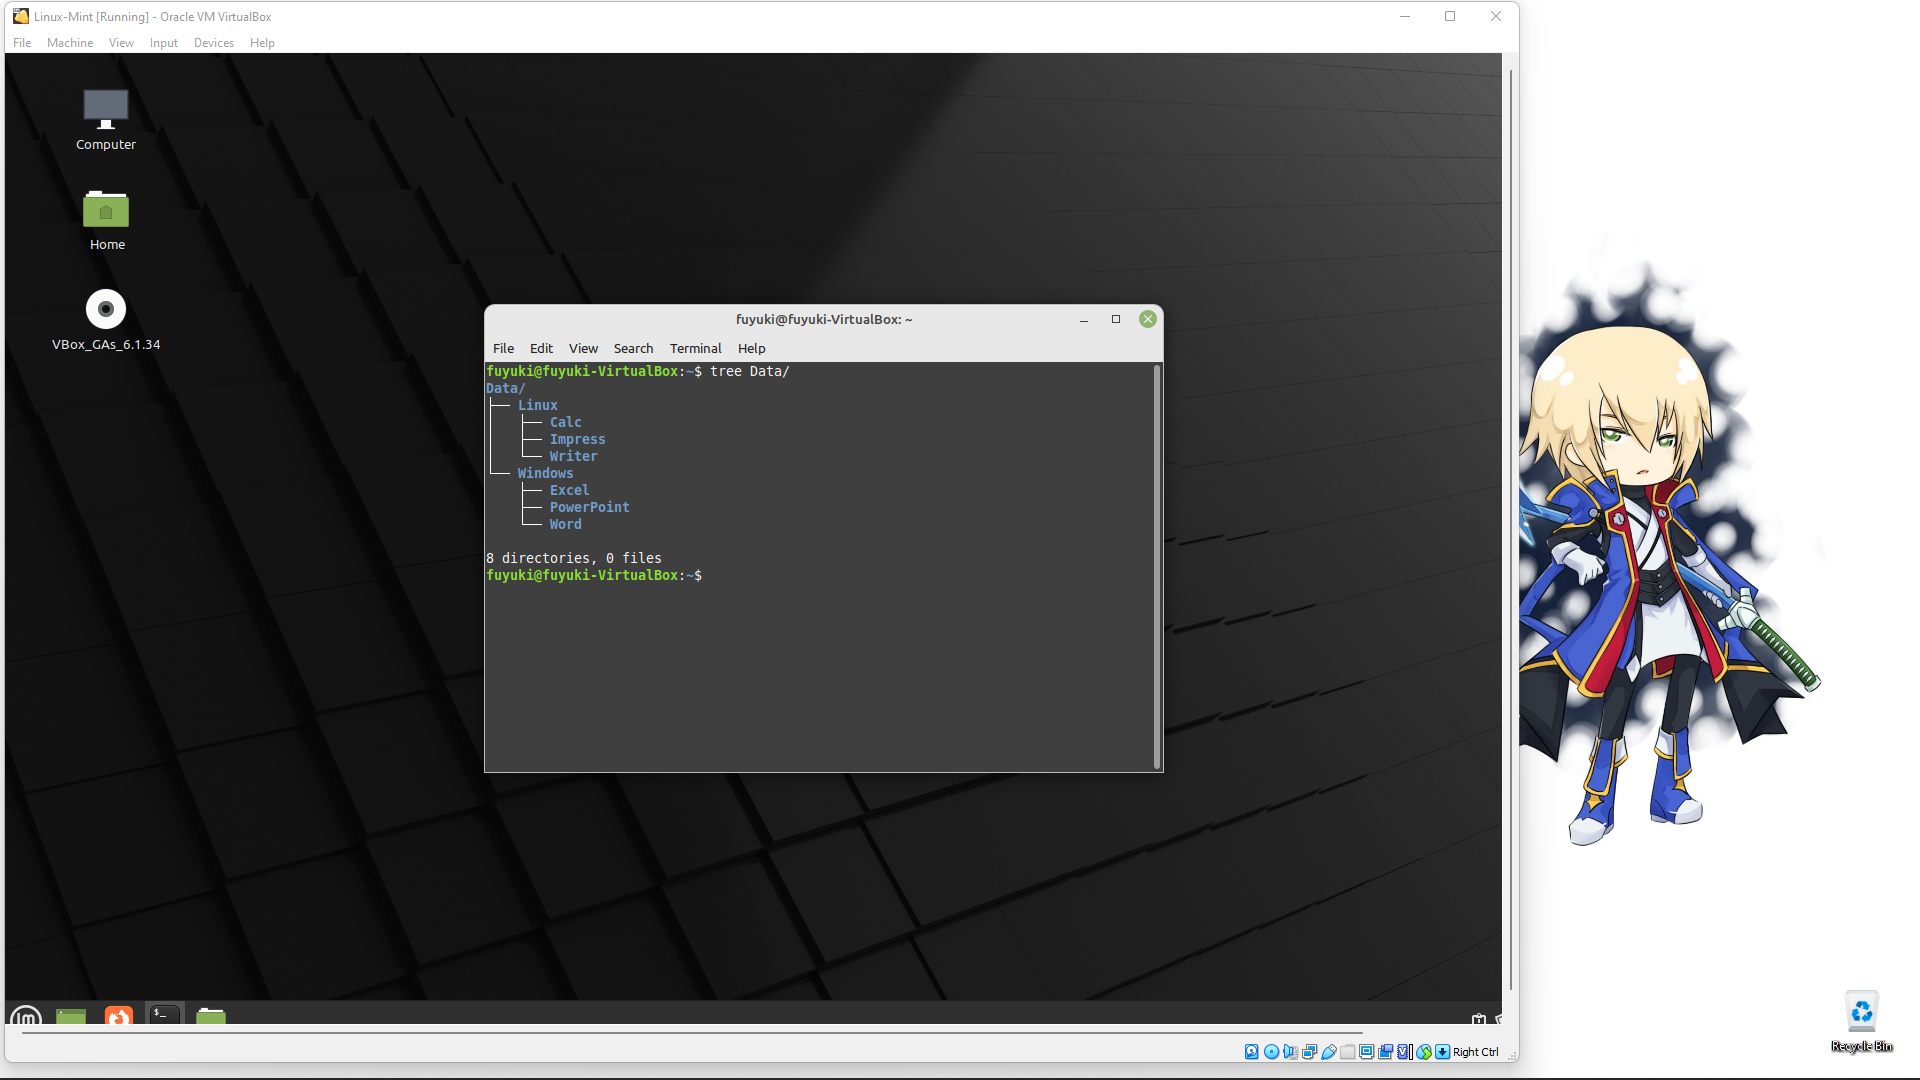 Linux-Mint [Running] - Oracle VM VirtualBox
File Machine View Input Devices Help
Computer
Home
VBox_GAs_6.1.34
fuyuki@fuyuki-VirtualBox: ~
File Edit View Search Terminal Help
fuyuki@fuyuki-VirtualBox:~$ tree Data/
Data/
├── Linux
│   ├── Calc
│   ├── Impress
│   └── Writer
└── Windows
    ├── Excel
    ├── PowerPoint
    └── Word
8 directories, 0 files
fuyuki@fuyuki-VirtualBox:~$
Right Ctrl
Recycle Bin